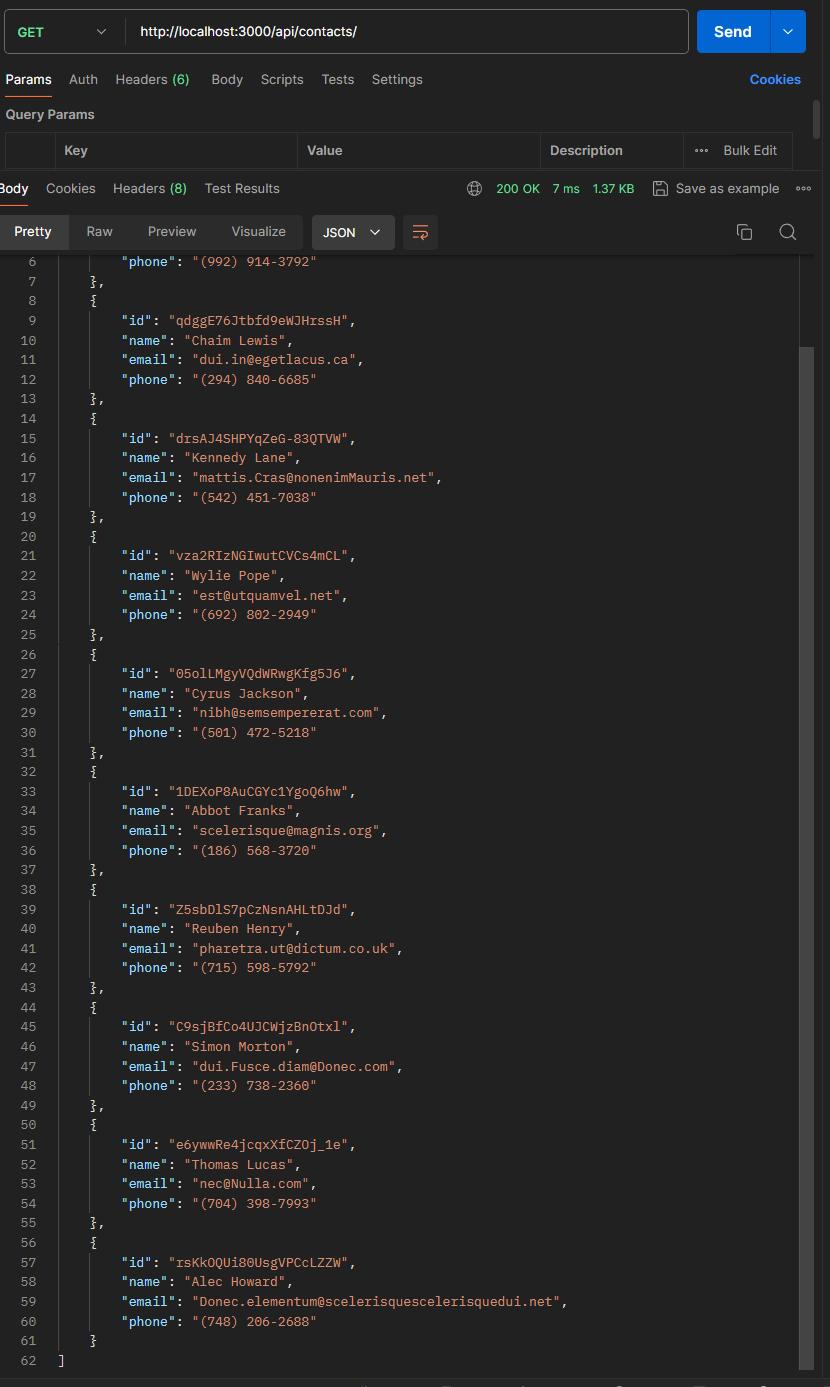 GET http://localhost:3000/api/contacts/ Send
Params Auth Headers (6) Body Scripts Tests Settings Cookies
Query Params
Key Value Description Bulk Edit
Body Cookies Headers (8) Test Results 200 OK 7 ms 1.37 KB Save as example
Pretty Raw Preview Visualize JSON
6 "phone": "(992) 914-3792"
7 },
8 {
9 "id": "qdggE76Jtbfd9eWJHrssH",
10 "name": "Chaim Lewis",
11 "email": "dui.in@egetlacus.ca",
12 "phone": "(294) 840-6685"
13 },
14 {
15 "id": "drsAJ4SHPYqZeG-83QTVW",
16 "name": "Kennedy Lane",
17 "email": "mattis.Cras@nonenimMauris.net",
18 "phone": "(542) 451-7038"
19 },
20 {
21 "id": "vza2RIzNGIwutCVCs4mCL",
22 "name": "Wylie Pope",
23 "email": "est@utquamvel.net",
24 "phone": "(692) 802-2949"
25 },
26 {
27 "id": "05olLMgyVQdWRwgKfg5J6",
28 "name": "Cyrus Jackson",
29 "email": "nibh@semsempererat.com",
30 "phone": "(501) 472-5218"
31 },
32 {
33 "id": "1DEXoP8AuCGYc1YgoQ6hw",
34 "name": "Abbot Franks",
35 "email": "scelerisque@magnis.org",
36 "phone": "(186) 568-3720"
37 },
38 {
39 "id": "Z5sbDlS7pCzNsnAHLtDJd",
40 "name": "Reuben Henry",
41 "email": "pharetra.ut@dictum.co.uk",
42 "phone": "(715) 598-5792"
43 },
44 {
45 "id": "C9sjBfCo4UJCWjzBnOtxl",
46 "name": "Simon Morton",
47 "email": "dui.Fusce.diam@Donec.com",
48 "phone": "(233) 738-2360"
49 },
50 {
51 "id": "e6ywwRe4jcqxXfCZOj_1e",
52 "name": "Thomas Lucas",
53 "email": "nec@Nulla.com",
54 "phone": "(704) 398-7993"
55 },
56 {
57 "id": "rsKkOQUi80UsgVPCcLZZW",
58 "name": "Alec Howard",
59 "email": "Donec.elementum@scelerisquescelerisquedui.net",
60 "phone": "(748) 206-2688"
61 }
62 ]